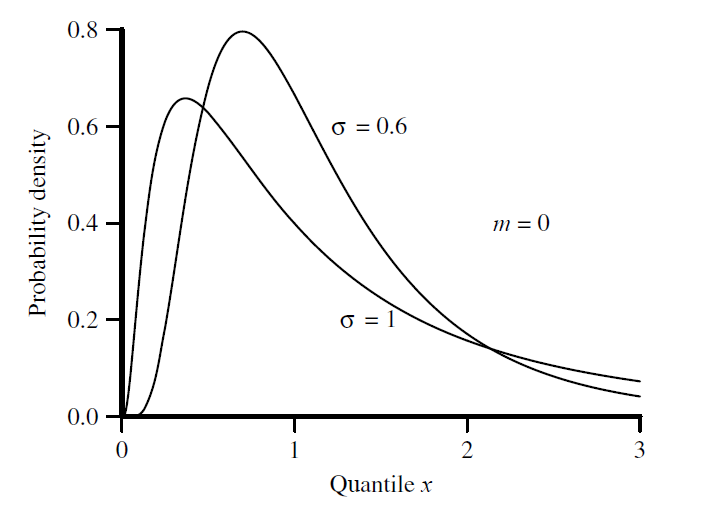 0.8
0.6
0.4
0.2
0.0
Probability density
σ = 0.6
m = 0
σ = 1
0 1 2 3
Quantile x